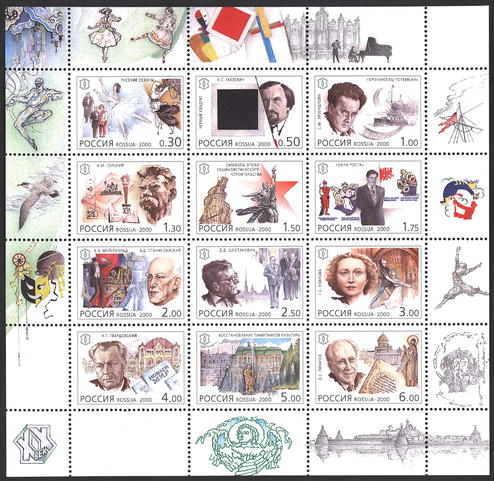 РУССКИЕ СЕЗОНЫ
РОССИЯ ROSSIJA · 2000 0.30
К.С. МАЛЕВИЧ
ЧЕРНЫЙ КВАДРАТ
РОССИЯ ROSSIJA · 2000 0.50
«БРОНЕНОСЕЦ ПОТЕМКИН»
РОССИЯ ROSSIJA · 2000 1.00
А.М. ГОРЬКИЙ
РОССИЯ ROSSIJA · 2000 1.30
СИМВОЛЫ ЭПОХИ
СОЦИАЛИСТИЧЕСКОГО
СТРОИТЕЛЬСТВА
РОССИЯ ROSSIJA · 2000 1.50
«ОКНА РОСТА»
РОССИЯ ROSSIJA · 2000 1.75
В.Э. МЕЙЕРХОЛЬД К.С. СТАНИСЛАВСКИЙ
РОССИЯ ROSSIJA · 2000 2.00
Д.Д. ШОСТАКОВИЧ
РОССИЯ ROSSIJA · 2000 2.50
Г.С. УЛАНОВА
РОССИЯ ROSSIJA · 2000 3.00
А.Т. ТВАРДОВСКИЙ
НОВЫЙ МИР
РОССИЯ ROSSIJA · 2000 4.00
ВОССТАНОВЛЕНИЕ ПАМЯТНИКОВ КУЛЬТУРЫ
РОССИЯ ROSSIJA · 2000 5.00
Д.С. ЛИХАЧЕВ
РОССИЯ ROSSIJA · 2000 6.00
XX
ВЕК